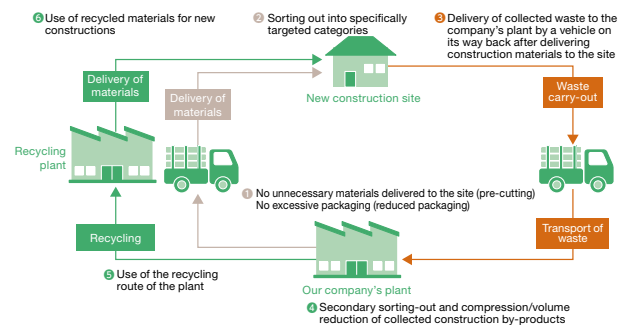 ❻ Use of recycled materials for new
constructions
❷ Sorting out into specifically
targeted categories
❸ Delivery of collected waste to the
company's plant by a vehicle on
its way back after delivering
construction materials to the site
Delivery of
materials
Delivery of
materials
New construction site
Waste
carry-out
Recycling
plant
❶ No unnecessary materials delivered to the site (pre-cutting)
No excessive packaging (reduced packaging)
Recycling
Transport of
waste
❺ Use of the recycling
route of the plant
Our company's plant
❹ Secondary sorting-out and compression/volume
reduction of collected construction by-products